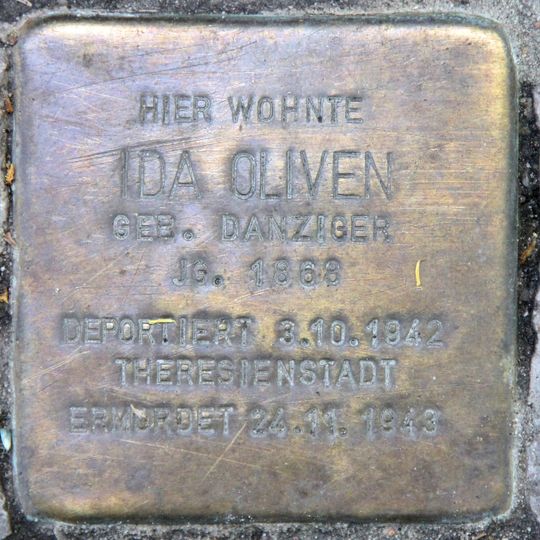 HIER WOHNTE
IDA OLIVEN
GEB. DANZIGER
JG. 1868
DEPORTIERT 3.10.1942
THERESIENSTADT
ERMORDET 24.11.1943